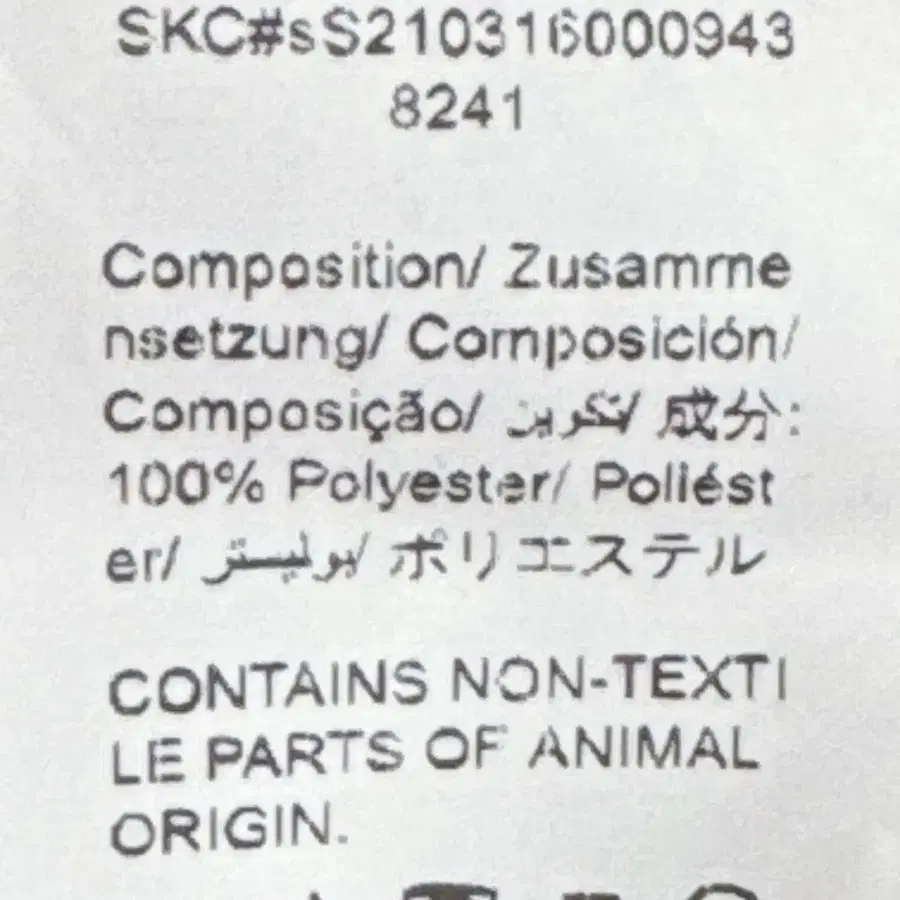 SKC#sS210316000943
8241
Composition/ Zusamme
nsetzung/ Composición/
Composição/ تكوين/ 成分:
100% Polyester/ Poliést
er/ بوليستر/ ポリエステル
CONTAINS NON-TEXTI
LE PARTS OF ANIMAL
ORIGIN.